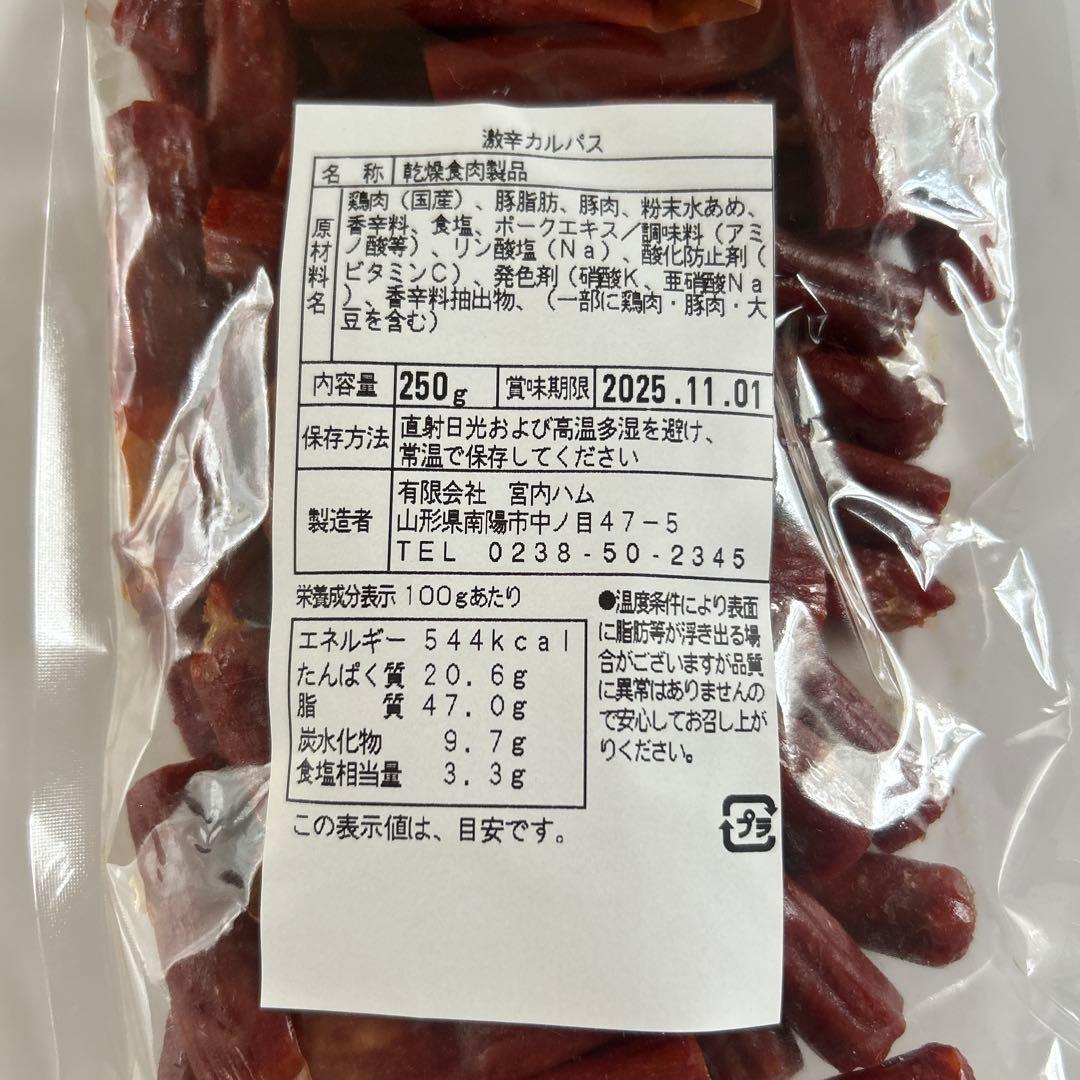 激辛カルパス
名 称 乾燥食肉製品
原材料名 鶏肉（国産）、豚脂肪、豚肉、粉末水あめ、
香辛料、食塩、ポークエキス／調味料（アミ
ノ酸等）、リン酸塩（Ｎａ）、酸化防止剤（
ビタミンＣ）、発色剤（硝酸Ｋ、亜硝酸Ｎａ
）、香辛料抽出物、（一部に鶏肉・豚肉・大
豆を含む）
内容量 250g 賞味期限 2025.11.01
保存方法 直射日光および高温多湿を避け、
常温で保存してください
製造者 有限会社 宮内ハム
山形県南陽市中ノ目４７－５
ＴＥＬ ０２３８-５０-２３４５
栄養成分表示 １００ｇあたり
エネルギー ５４４ｋｃａｌ
たんぱく質 ２０．６ｇ
脂 質 ４７．０ｇ
炭水化物 ９．７ｇ
食塩相当量 ３．３ｇ
この表示値は、目安です。
●温度条件により表面
に脂肪等が浮き出る場
合がございますが品質
に異常はありませんの
で安心してお召し上が
りください。
プラ